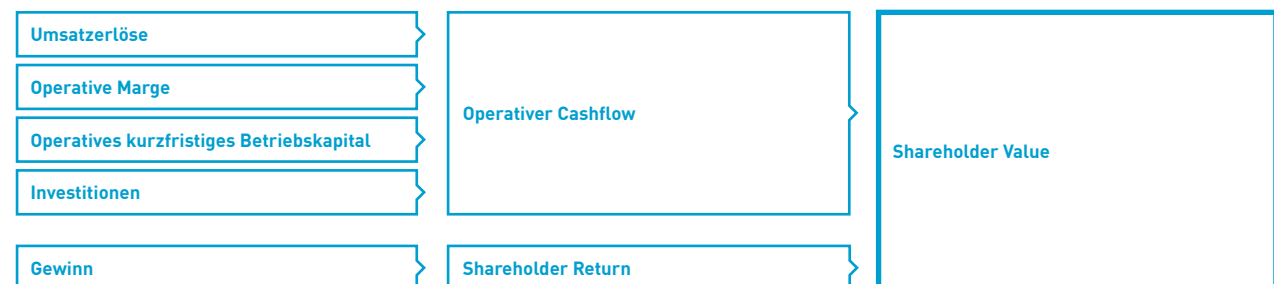 Umsatzerlöse
Operative Marge
Operatives kurzfristiges Betriebskapital
Investitionen
Operativer Cashflow
Gewinn
Shareholder Return
Shareholder Value